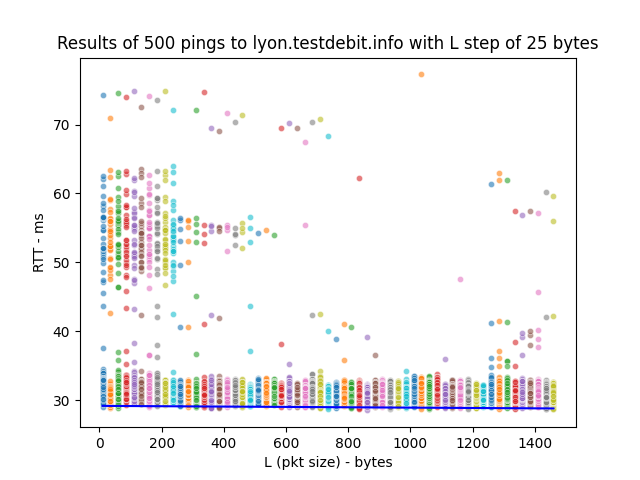 Results of 500 pings to lyon.testdebit.info with L step of 25 bytes
70
60
50
40
30
RTT - ms
0 200 400 600 800 1000 1200 1400
L (pkt size) - bytes